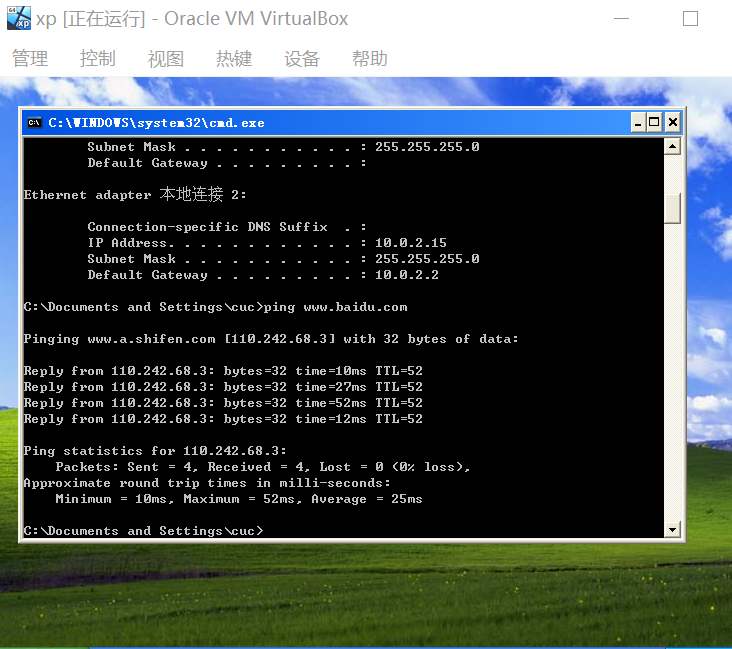 xp [正在运行] - Oracle VM VirtualBox
管理 控制 视图 热键 设备 帮助
C:\WINDOWS\system32\cmd.exe
Subnet Mask . . . . . . . . . . . : 255.255.255.0
Default Gateway . . . . . . . . . :
Ethernet adapter 本地连接 2:
Connection-specific DNS Suffix  . :
IP Address. . . . . . . . . . . . : 10.0.2.15
Subnet Mask . . . . . . . . . . . : 255.255.255.0
Default Gateway . . . . . . . . . : 10.0.2.2
C:\Documents and Settings\cuc>ping www.baidu.com
Pinging www.a.shifen.com [110.242.68.3] with 32 bytes of data:
Reply from 110.242.68.3: bytes=32 time=10ms TTL=52
Reply from 110.242.68.3: bytes=32 time=27ms TTL=52
Reply from 110.242.68.3: bytes=32 time=52ms TTL=52
Reply from 110.242.68.3: bytes=32 time=12ms TTL=52
Ping statistics for 110.242.68.3:
Packets: Sent = 4, Received = 4, Lost = 0 (0% loss),
Approximate round trip times in milli-seconds:
Minimum = 10ms, Maximum = 52ms, Average = 25ms
C:\Documents and Settings\cuc>